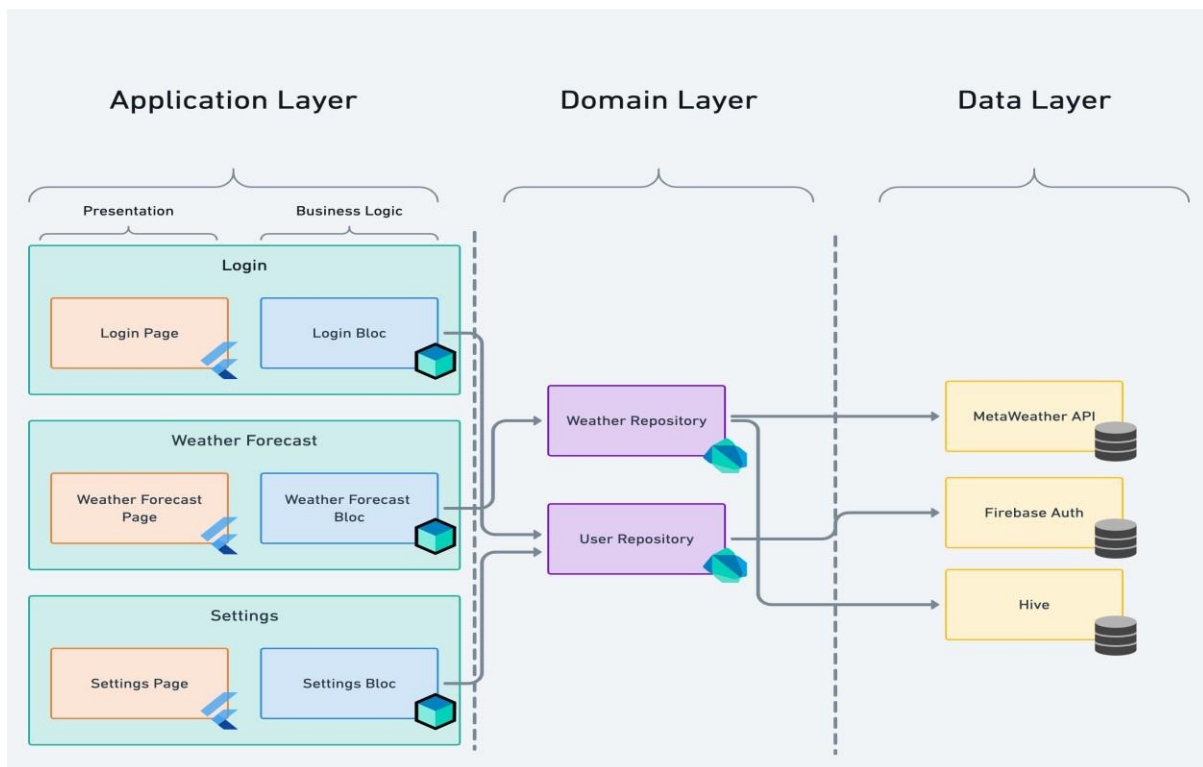 Application Layer
Domain Layer
Data Layer
Presentation
Business Logic
Login
Login Page
Login Bloc
Weather Forecast
Weather Forecast
Page
Weather Forecast
Bloc
Settings
Settings Page
Settings Bloc
Weather Repository
User Repository
MetaWeather API
Firebase Auth
Hive